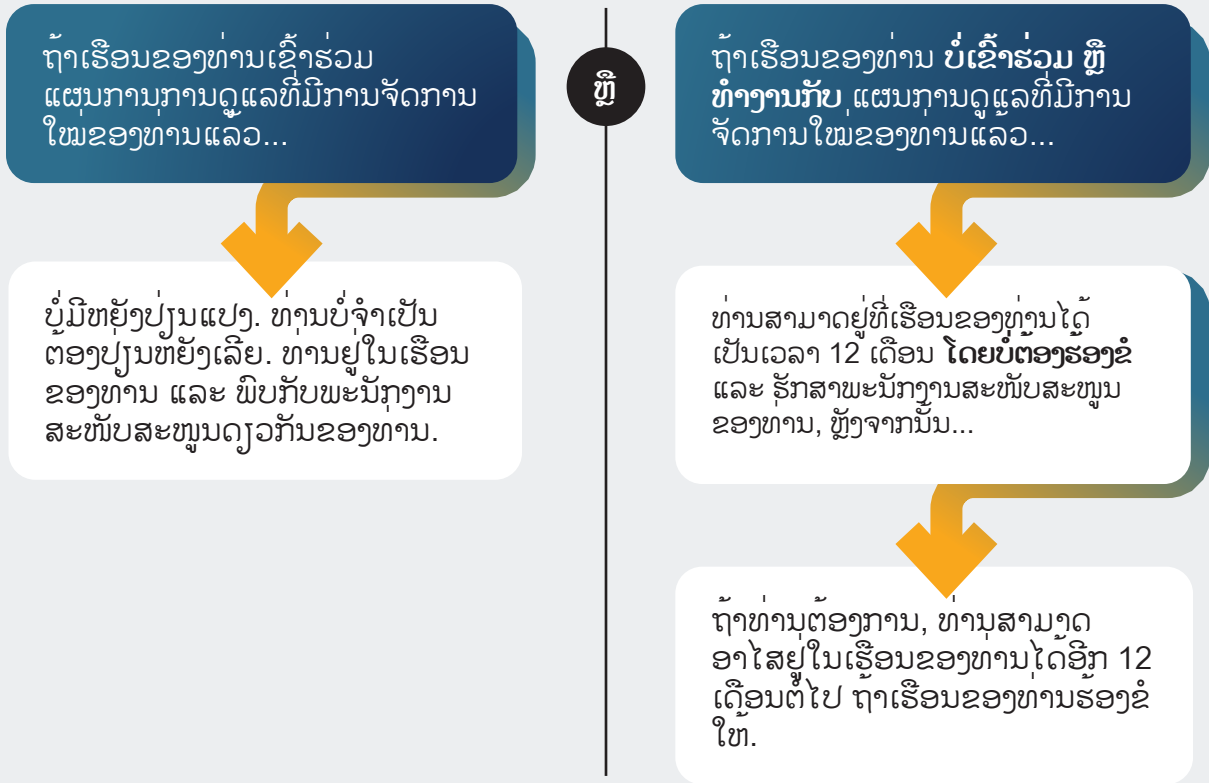 ຖ້າເຮືອນຂອງທ່ານເຂົ້າຮ່ວມ
ແຜນການການດູແລທີ່ມີການຈັດການ
ໃໝ່ຂອງທ່ານແລ້ວ...
ບໍ່ມີຫຍັງປ່ຽນແປງ. ທ່ານບໍ່ຈໍາເປັນ
ຕ້ອງປ່ຽນຫຍັງເລີຍ. ທ່ານຢູ່ໃນເຮືອນ
ຂອງທ່ານ ແລະ ພົບກັບພະນັກງານ
ສະໜັບສະໜູນດຽວກັນຂອງທ່ານ.
ຫຼື
ຖ້າເຮືອນຂອງທ່ານ ບໍ່ເຂົ້າຮ່ວມ ຫຼື
ທໍາງານກັບ ແຜນການດູແລທີ່ມີການ
ຈັດການໃໝ່ຂອງທ່ານແລ້ວ...
ທ່ານສາມາດຢູ່ທີ່ເຮືອນຂອງທ່ານໄດ້
ເປັນເວລາ 12 ເດືອນ ໂດຍບໍ່ຕ້ອງຮ້ອງຂໍ
ແລະ ຮັກສາພະນັກງານສະໜັບສະໜູນ
ຂອງທ່ານ, ຫຼັງຈາກນັ້ນ...
ຖ້າທ່ານຕ້ອງການ, ທ່ານສາມາດ
ອາໄສຢູ່ໃນເຮືອນຂອງທ່ານໄດ້ອີກ 12
ເດືອນຕໍ່ໄປ ຖ້າເຮືອນຂອງທ່ານຮ້ອງຂໍ
ໃຫ້.